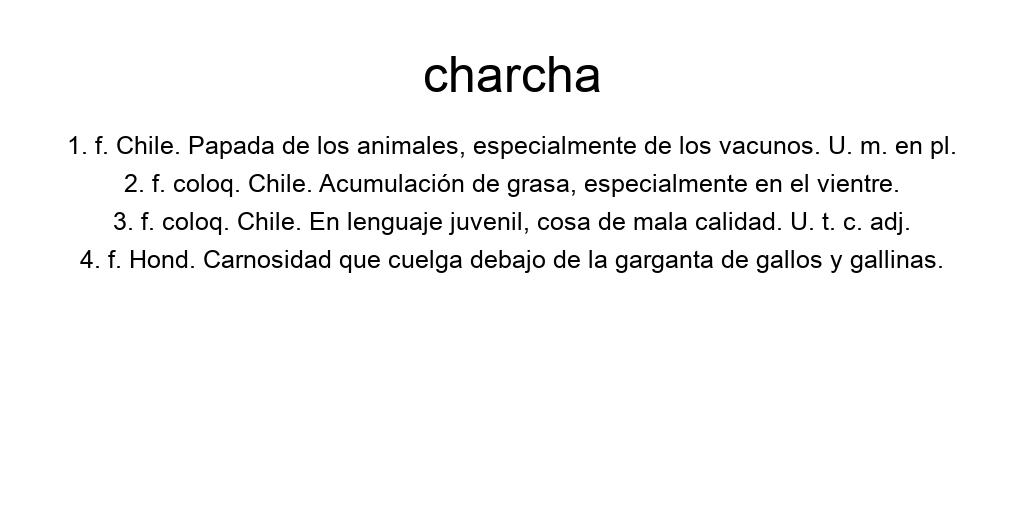 charcha
1. f. Chile. Papada de los animales, especialmente de los vacunos. U. m. en pl.
2. f. coloq. Chile. Acumulación de grasa, especialmente en el vientre.
3. f. coloq. Chile. En lenguaje juvenil, cosa de mala calidad. U. t. c. adj.
4. f. Hond. Carnosidad que cuelga debajo de la garganta de gallos y gallinas.